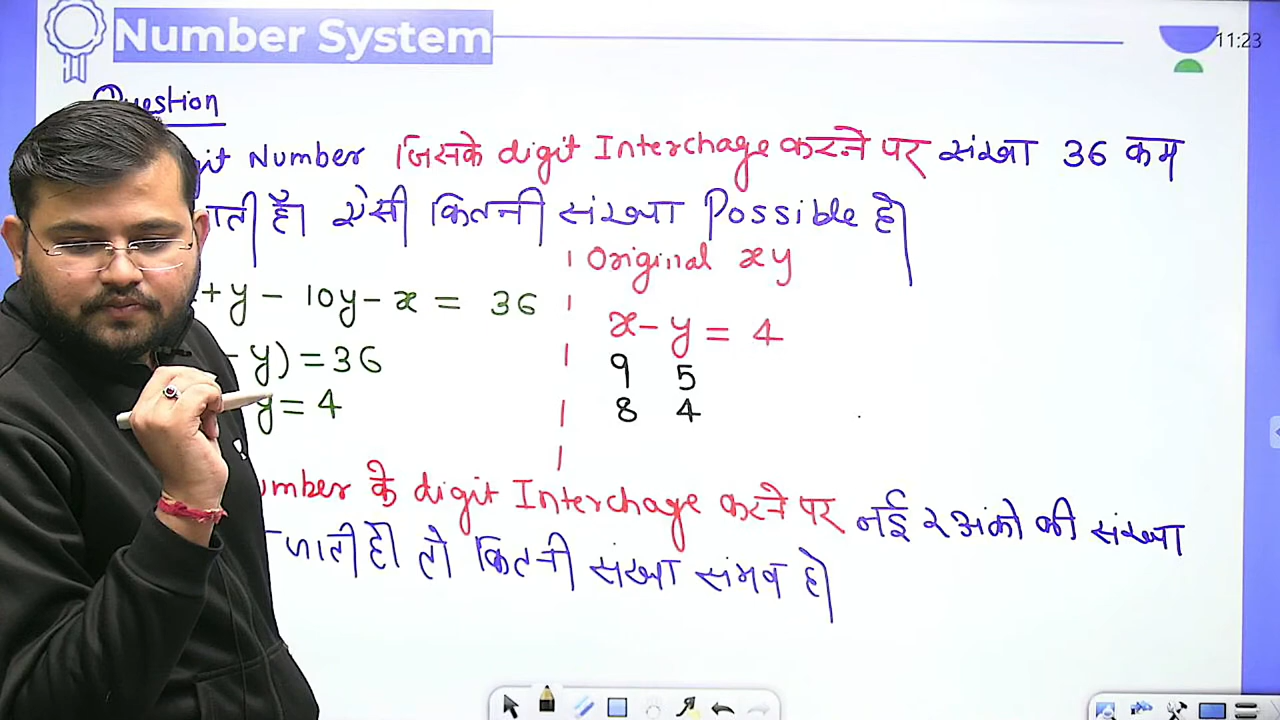 Number System
11:23
Question
git Number जिसके digit Interchage करने पर संख्या 36 कम
जाती है। ऐसी कितनी संख्या Possible है।
+ y - 10y - x = 36
- y) = 36
y = 4
Original xy
x - y = 4
9 5
8 4
umber के digit Interchage करने पर नई 2 अंको की संख्या
जाती हो तो कितनी संख्या संभव है।